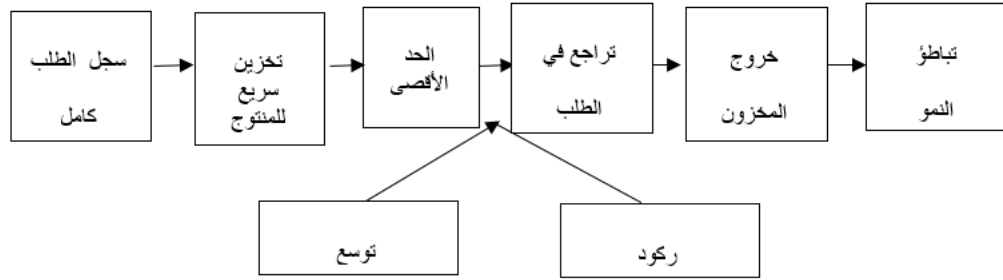 سجل الطلب
كامل
تخزين
سريع
للمنتوج
الحد
الأقصى
تراجع في
الطلب
خروج
المخزون
تباطؤ
النمو
توسع
ركود